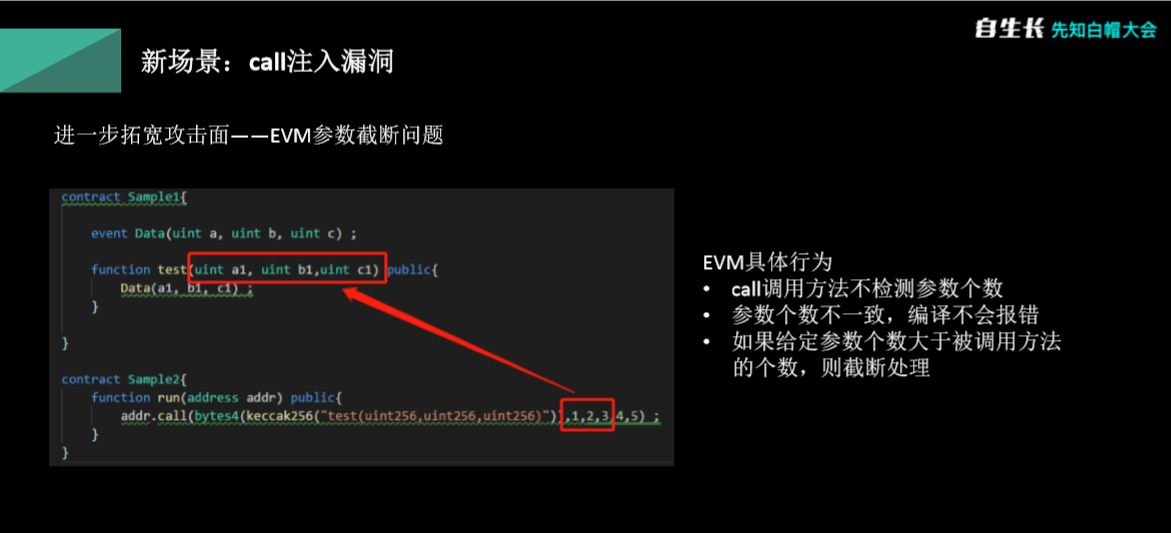 自生长 先知白帽大会
新场景：call注入漏洞
进一步拓宽攻击面——EVM参数截断问题
contract Sample1{
event Data(uint a, uint b, uint c) ;
function test(uint a1, uint b1,uint c1) public{
Data(a1, b1, c1) ;
}
}
contract Sample2{
function run(address addr) public{
addr.call(bytes4(keccak256("test(uint256,uint256,uint256)")),1,2,3,4,5) ;
}
}
EVM具体行为
• call调用方法不检测参数个数
• 参数个数不一致，编译不会报错
• 如果给定参数个数大于被调用方法
的个数，则截断处理